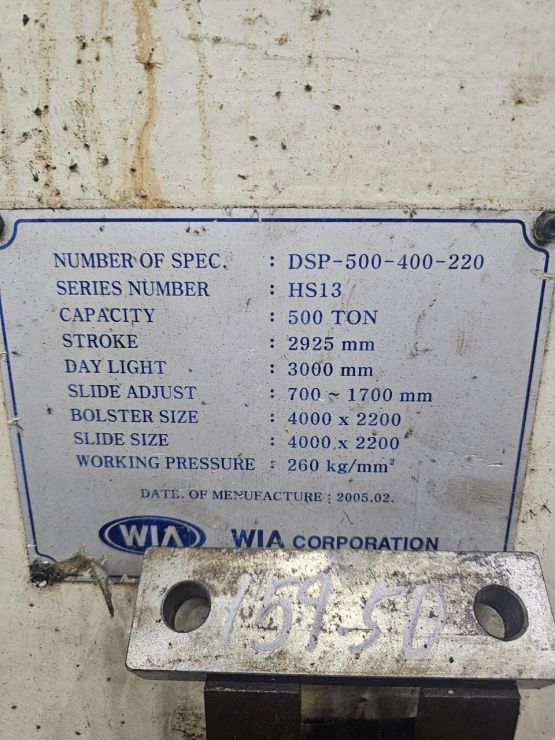 NUMBER OF SPEC. : DSP-500-400-220
SERIES NUMBER : HS13
CAPACITY : 500 TON
STROKE : 2925 mm
DAY LIGHT : 3000 mm
SLIDE ADJUST : 700 ~ 1700 mm
BOLSTER SIZE : 4000 x 2200
SLIDE SIZE : 4000 x 2200
WORKING PRESSURE : 260 kg/mm²
DATE. OF MENUFACTURE : 2005.02.
WIA WIA CORPORATION
159-50